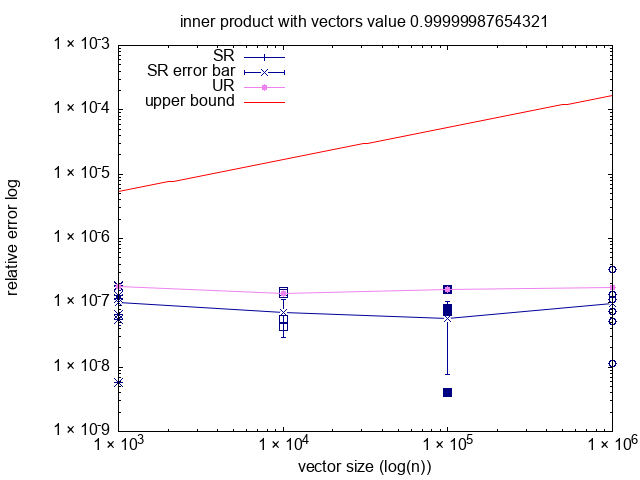 inner product with vectors value 0.99999987654321
SR
SR error bar
UR
upper bound
1 × 10⁻³
1 × 10⁻⁴
1 × 10⁻⁵
1 × 10⁻⁶
1 × 10⁻⁷
1 × 10⁻⁸
1 × 10⁻⁹
relative error log
1 × 10³
1 × 10⁴
1 × 10⁵
1 × 10⁶
vector size (log(n))